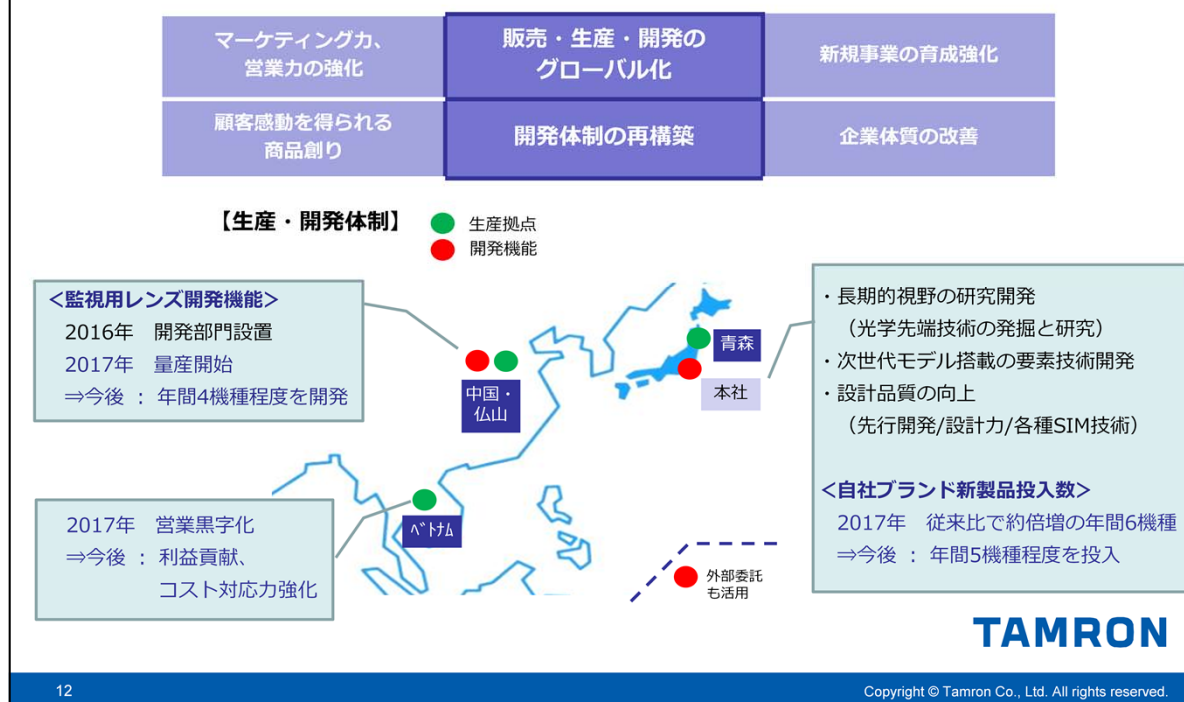 マーケティング力、
営業力の強化
販売・生産・開発の
グローバル化
新規事業の育成強化
顧客感動を得られる
商品創り
開発体制の再構築
企業体質の改善
【生産・開発体制】
生産拠点
開発機能
＜監視用レンズ開発機能＞
2016年　開発部門設置
2017年　量産開始
⇒今後 ： 年間4機種程度を開発
中国・
仏山
青森
本社
・長期的視野の研究開発
（光学先端技術の発掘と研究）
・次世代モデル搭載の要素技術開発
・設計品質の向上
（先行開発/設計力/各種SIM技術）
＜自社ブランド新製品投入数＞
2017年　従来比で約倍増の年間6機種
⇒今後 ： 年間5機種程度を投入
2017年　営業黒字化
⇒今後 ： 利益貢献、
コスト対応力強化
ﾍﾞﾄﾅﾑ
外部委託
も活用
TAMRON
12
Copyright © Tamron Co., Ltd. All rights reserved.